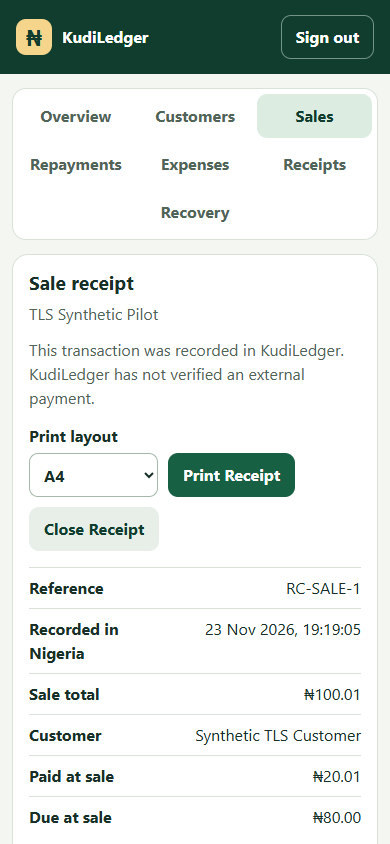 ₦ KudiLedger Sign out
Overview Customers Sales
Repayments Expenses Receipts
Recovery
Sale receipt
TLS Synthetic Pilot
This transaction was recorded in KudiLedger.
KudiLedger has not verified an external
payment.
Print layout
A4 Print Receipt
Close Receipt
Reference RC-SALE-1
Recorded in 23 Nov 2026, 19:19:05
Nigeria
Sale total ₦100.01
Customer Synthetic TLS Customer
Paid at sale ₦20.01
Due at sale ₦80.00